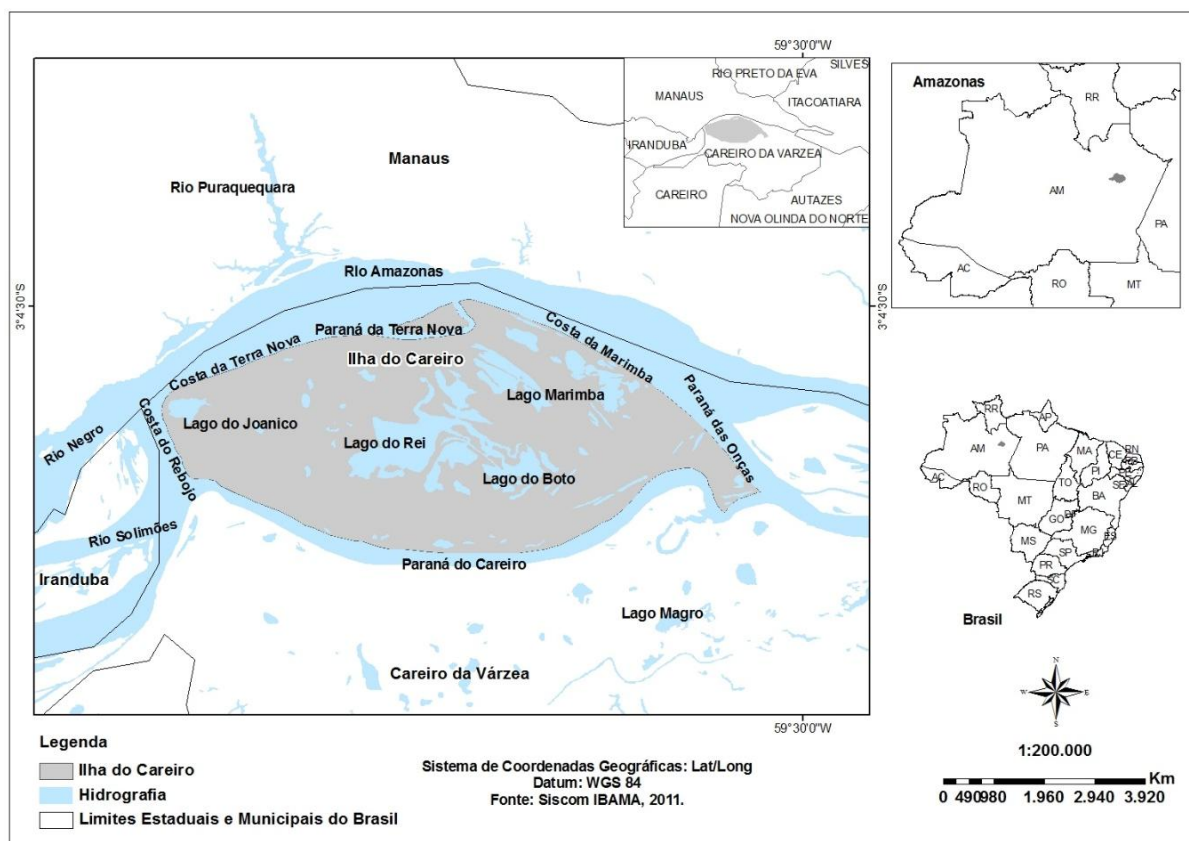 59°30'0"W
3°4'30"S
Manaus
Rio Puraquequara
RIo Amazonas
Paraná da Terra Nova
Costa da Terra Nova
Ilha do Careiro
Costa da Marimba
Lago Marimba
Paraná das Onças
Lago do Joanico
Lago do Rei
Lago do Boto
Rio Negro
Costa do Rebojo
Rio Solimões
Iranduba
Paraná do Careiro
Lago Magro
Careiro da Várzea
3°4'30"S
59°30'0"W
SILVES
RIO PRETO DA EVA
MANAUS
ITACOATIARA
IRANDUBA
CAREIRO DA VARZEA
CAREIRO
AUTAZES
NOVA OLINDA DO NORTE
Amazonas
RR
AM
PA
AC
RO
MT
RR
AP
AM
PA
MA
CE
RN
PI
AC
RO
TO
SE
BA
MT
GO
DF
MG
ES
MS
SP
RJ
PR
SC
RS
Brasil
N
W
E
S
1:200.000
Km
0 490 980 1.960 2.940 3.920
Legenda
Ilha do Careiro
Hidrografia
Limites Estaduais e Municipais do Brasil
Sistema de Coordenadas Geográficas: Lat/Long
Datum: WGS 84
Fonte: Siscom IBAMA, 2011.